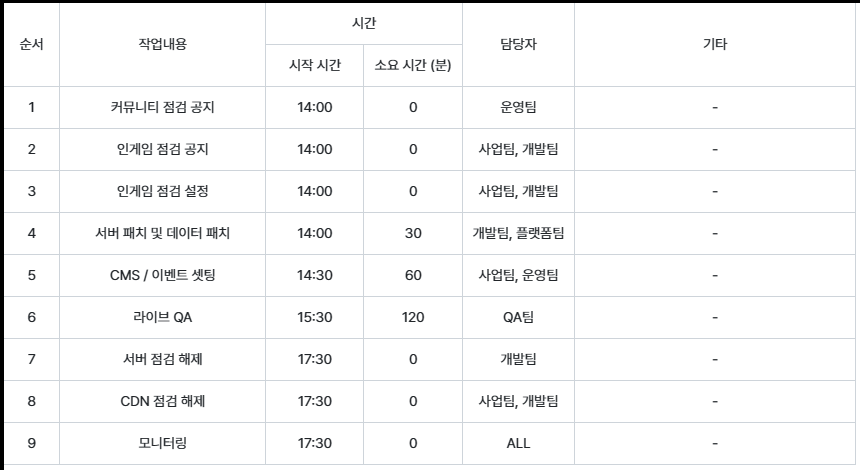 순서 작업내용 시간 담당자 기타
시작 시간 소요 시간 (분)
1 커뮤니티 점검 공지 14:00 0 운영팀 -
2 인게임 점검 공지 14:00 0 사업팀, 개발팀 -
3 인게임 점검 설정 14:00 0 사업팀, 개발팀 -
4 서버 패치 및 데이터 패치 14:00 30 개발팀, 플랫폼팀 -
5 CMS / 이벤트 셋팅 14:30 60 사업팀, 운영팀 -
6 라이브 QA 15:30 120 QA팀 -
7 서버 점검 해제 17:30 0 개발팀 -
8 CDN 점검 해제 17:30 0 사업팀, 개발팀 -
9 모니터링 17:30 0 ALL -